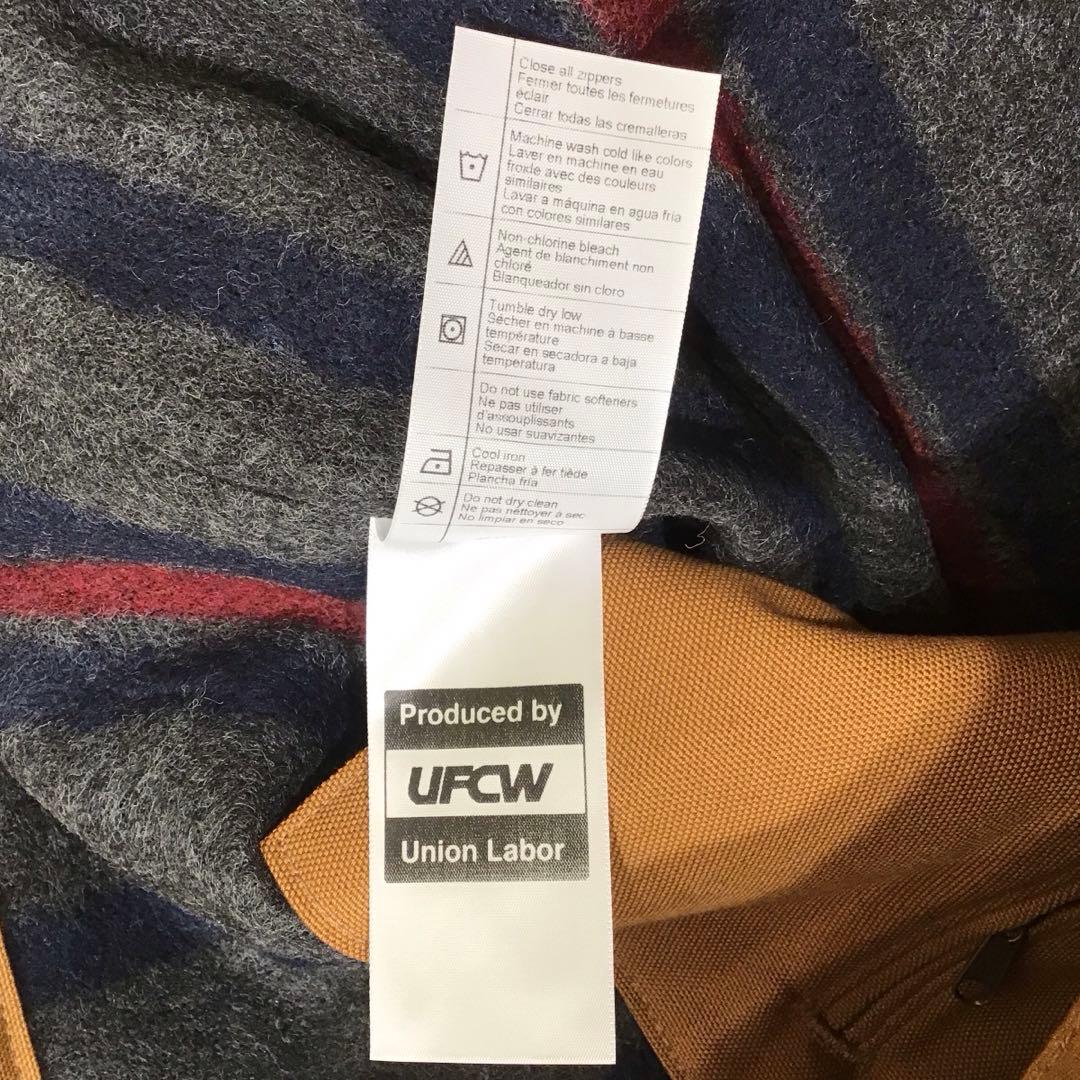 Close all zippers
Fermer toutes les fermetures
éclair
Cerrar todas las cremalleras
Machine wash cold like colors
Laver en machine en eau
froide avec des couleurs
similaires
Lavar a máquina en agua fria
con colores similares
Non-chlorine bleach
Agent de blanchiment non
chloré
Blanqueador sin cloro
Tumble dry low
Sécher en machine à basse
température
Secar en secadora a baja
temperatura
Do not use fabric softeners
Ne pas utiliser
d'assouplissants
No usar suavizantes
Cool iron
Repasser à fer tiède
Plancha fria
Do not dry clean
Ne pas nettoyer à sec
No limpiar en seco
Produced by
UFCW
Union Labor